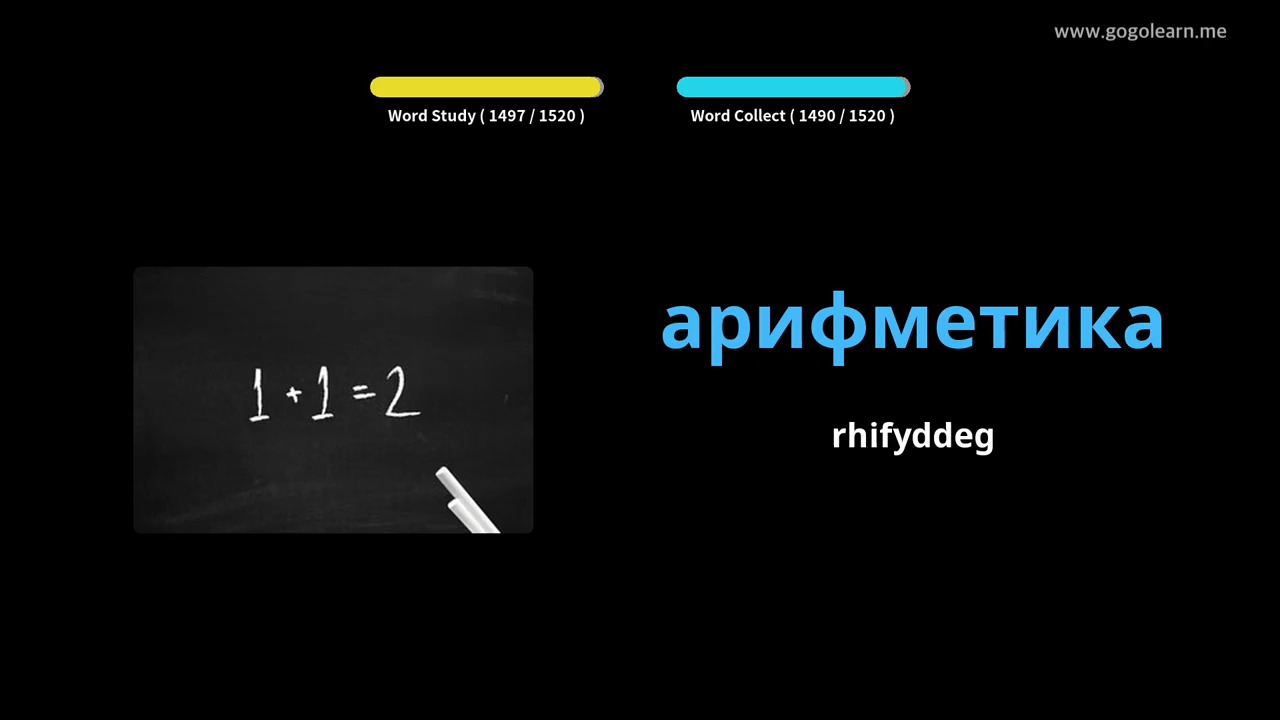 www.gogolearn.me
Word Study ( 1497 / 1520 )
Word Collect ( 1490 / 1520 )
1 + 1 = 2
арифметика
rhifyddeg